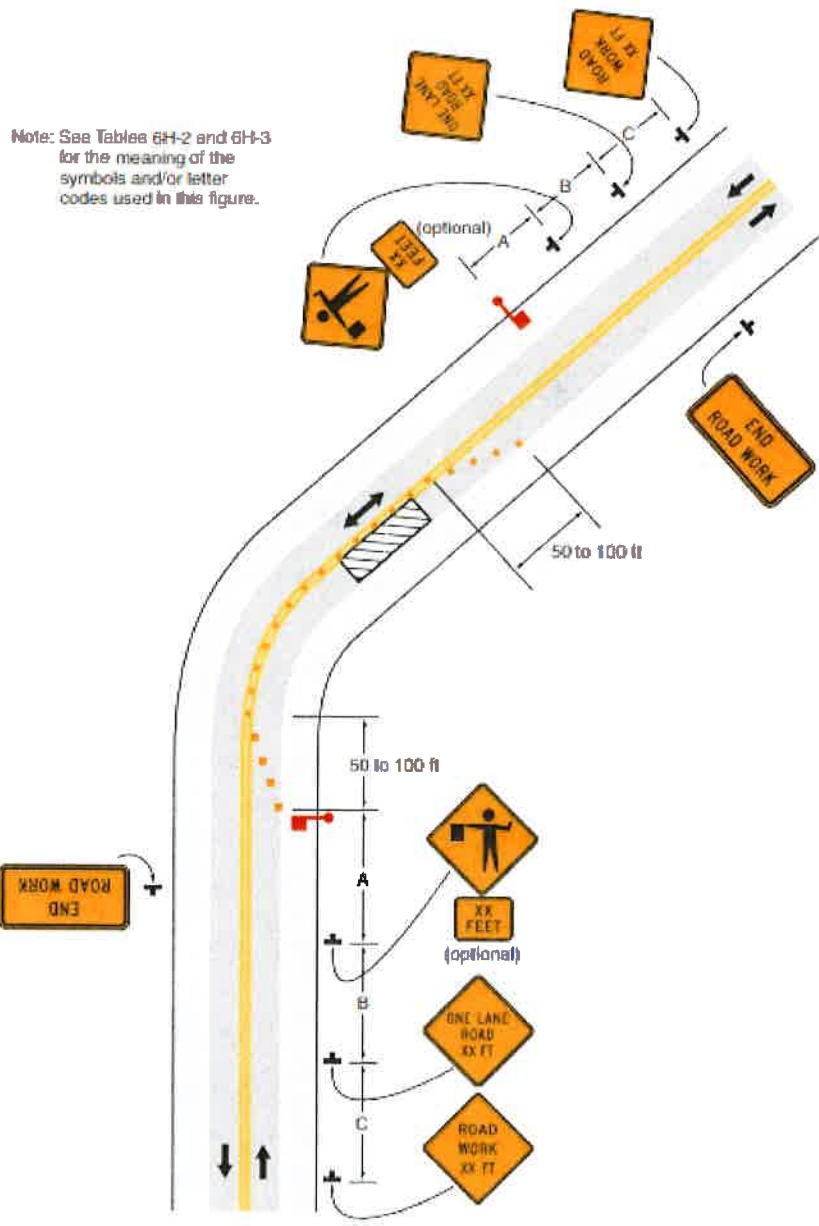 ROAD
WORK
XX FT
ONE LANE
ROAD
XX FT
Note: See Tables 6H-2 and 6H-3
for the meaning of the
symbols and/or letter
codes used in this figure.
C
B
(optional)
A
XX
FEET
END
ROAD WORK
50 to 100 ft
50 to 100 ft
A
END
ROAD WORK
XX
FEET
(optional)
B
ONE LANE
ROAD
XX FT
C
ROAD
WORK
XX FT